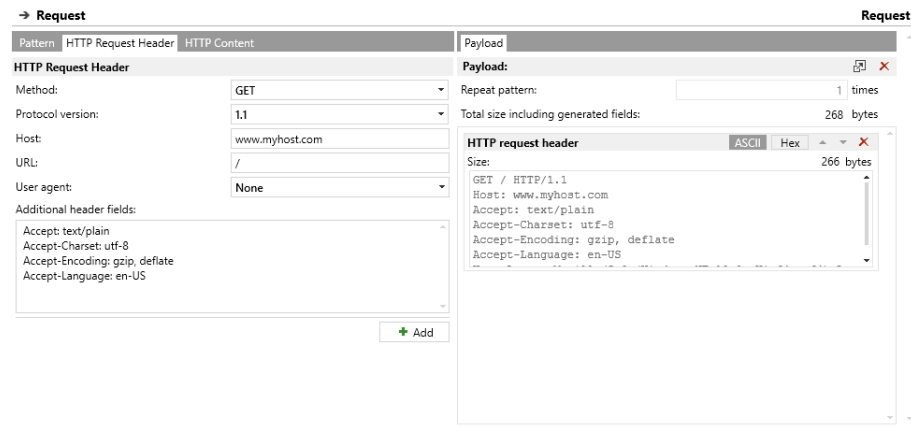 Request
Request
Pattern HTTP Request Header HTTP Content
HTTP Request Header
Method: GET
Protocol version: 1.1
Host: www.myhost.com
URL: /
User agent: None
Additional header fields:
Accept: text/plain
Accept-Charset: utf-8
Accept-Encoding: gzip, deflate
Accept-Language: en-US
Add
Payload
Payload:
Repeat pattern: 1 times
Total size including generated fields: 268 bytes
HTTP request header ASCII Hex
Size: 266 bytes
GET / HTTP/1.1
Host: www.myhost.com
Accept: text/plain
Accept-Charset: utf-8
Accept-Encoding: gzip, deflate
Accept-Language: en-US